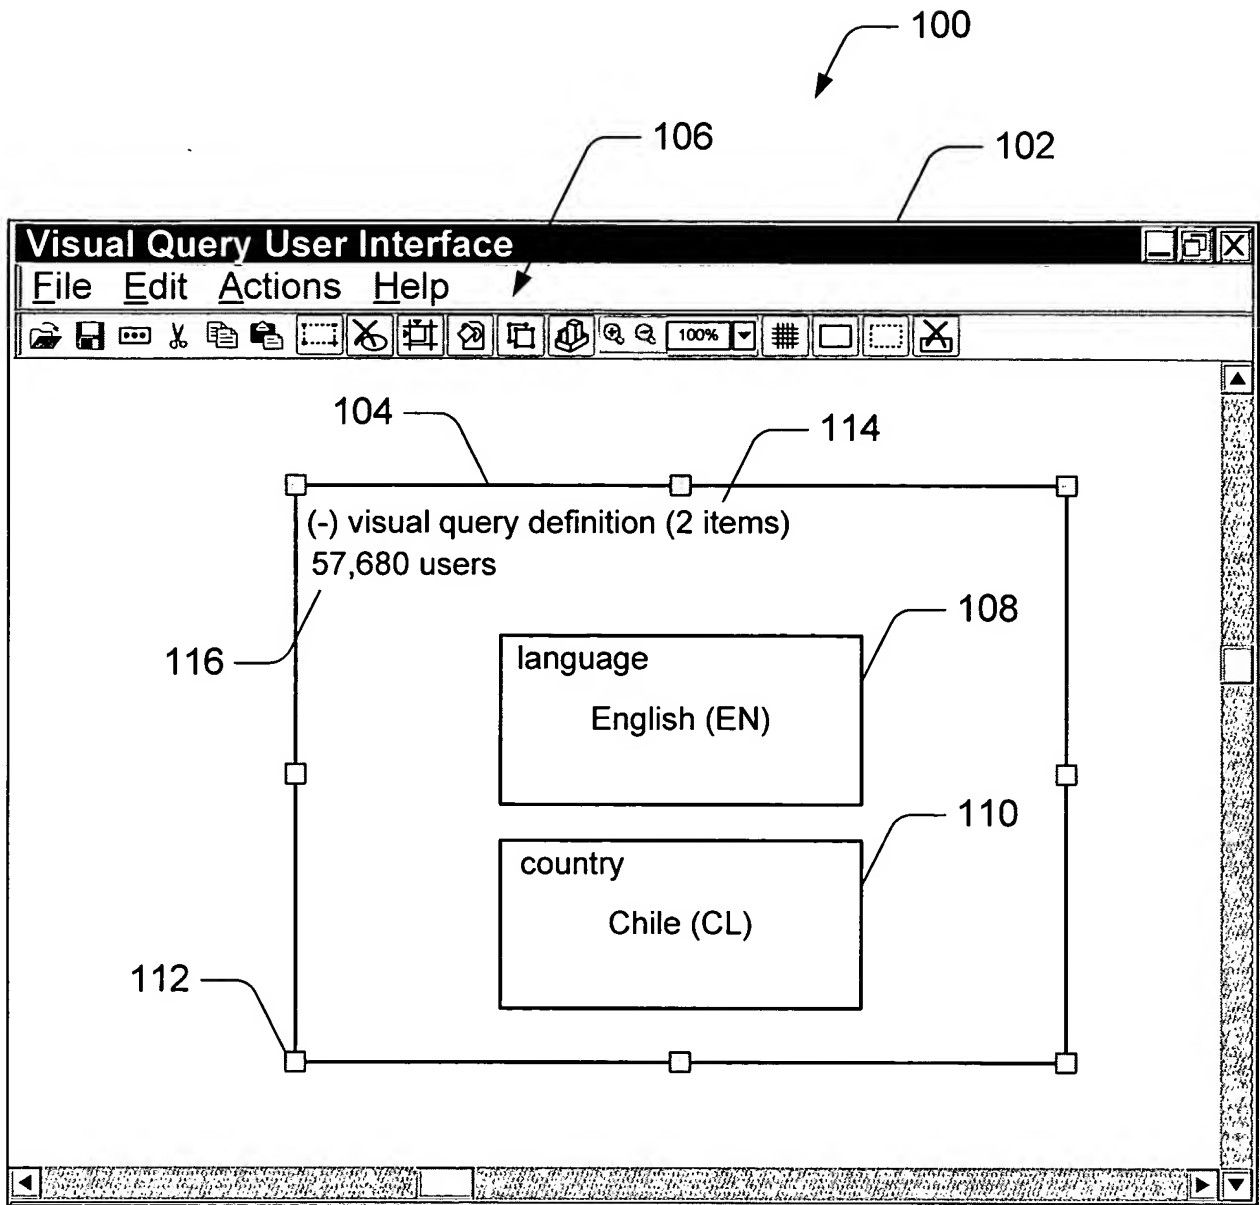 100
106
102
Visual Query User Interface
File Edit Actions Help
100%
104
114
(-) visual query definition (2 items)
57,680 users
108
116
language
English (EN)
110
country
Chile (CL)
112